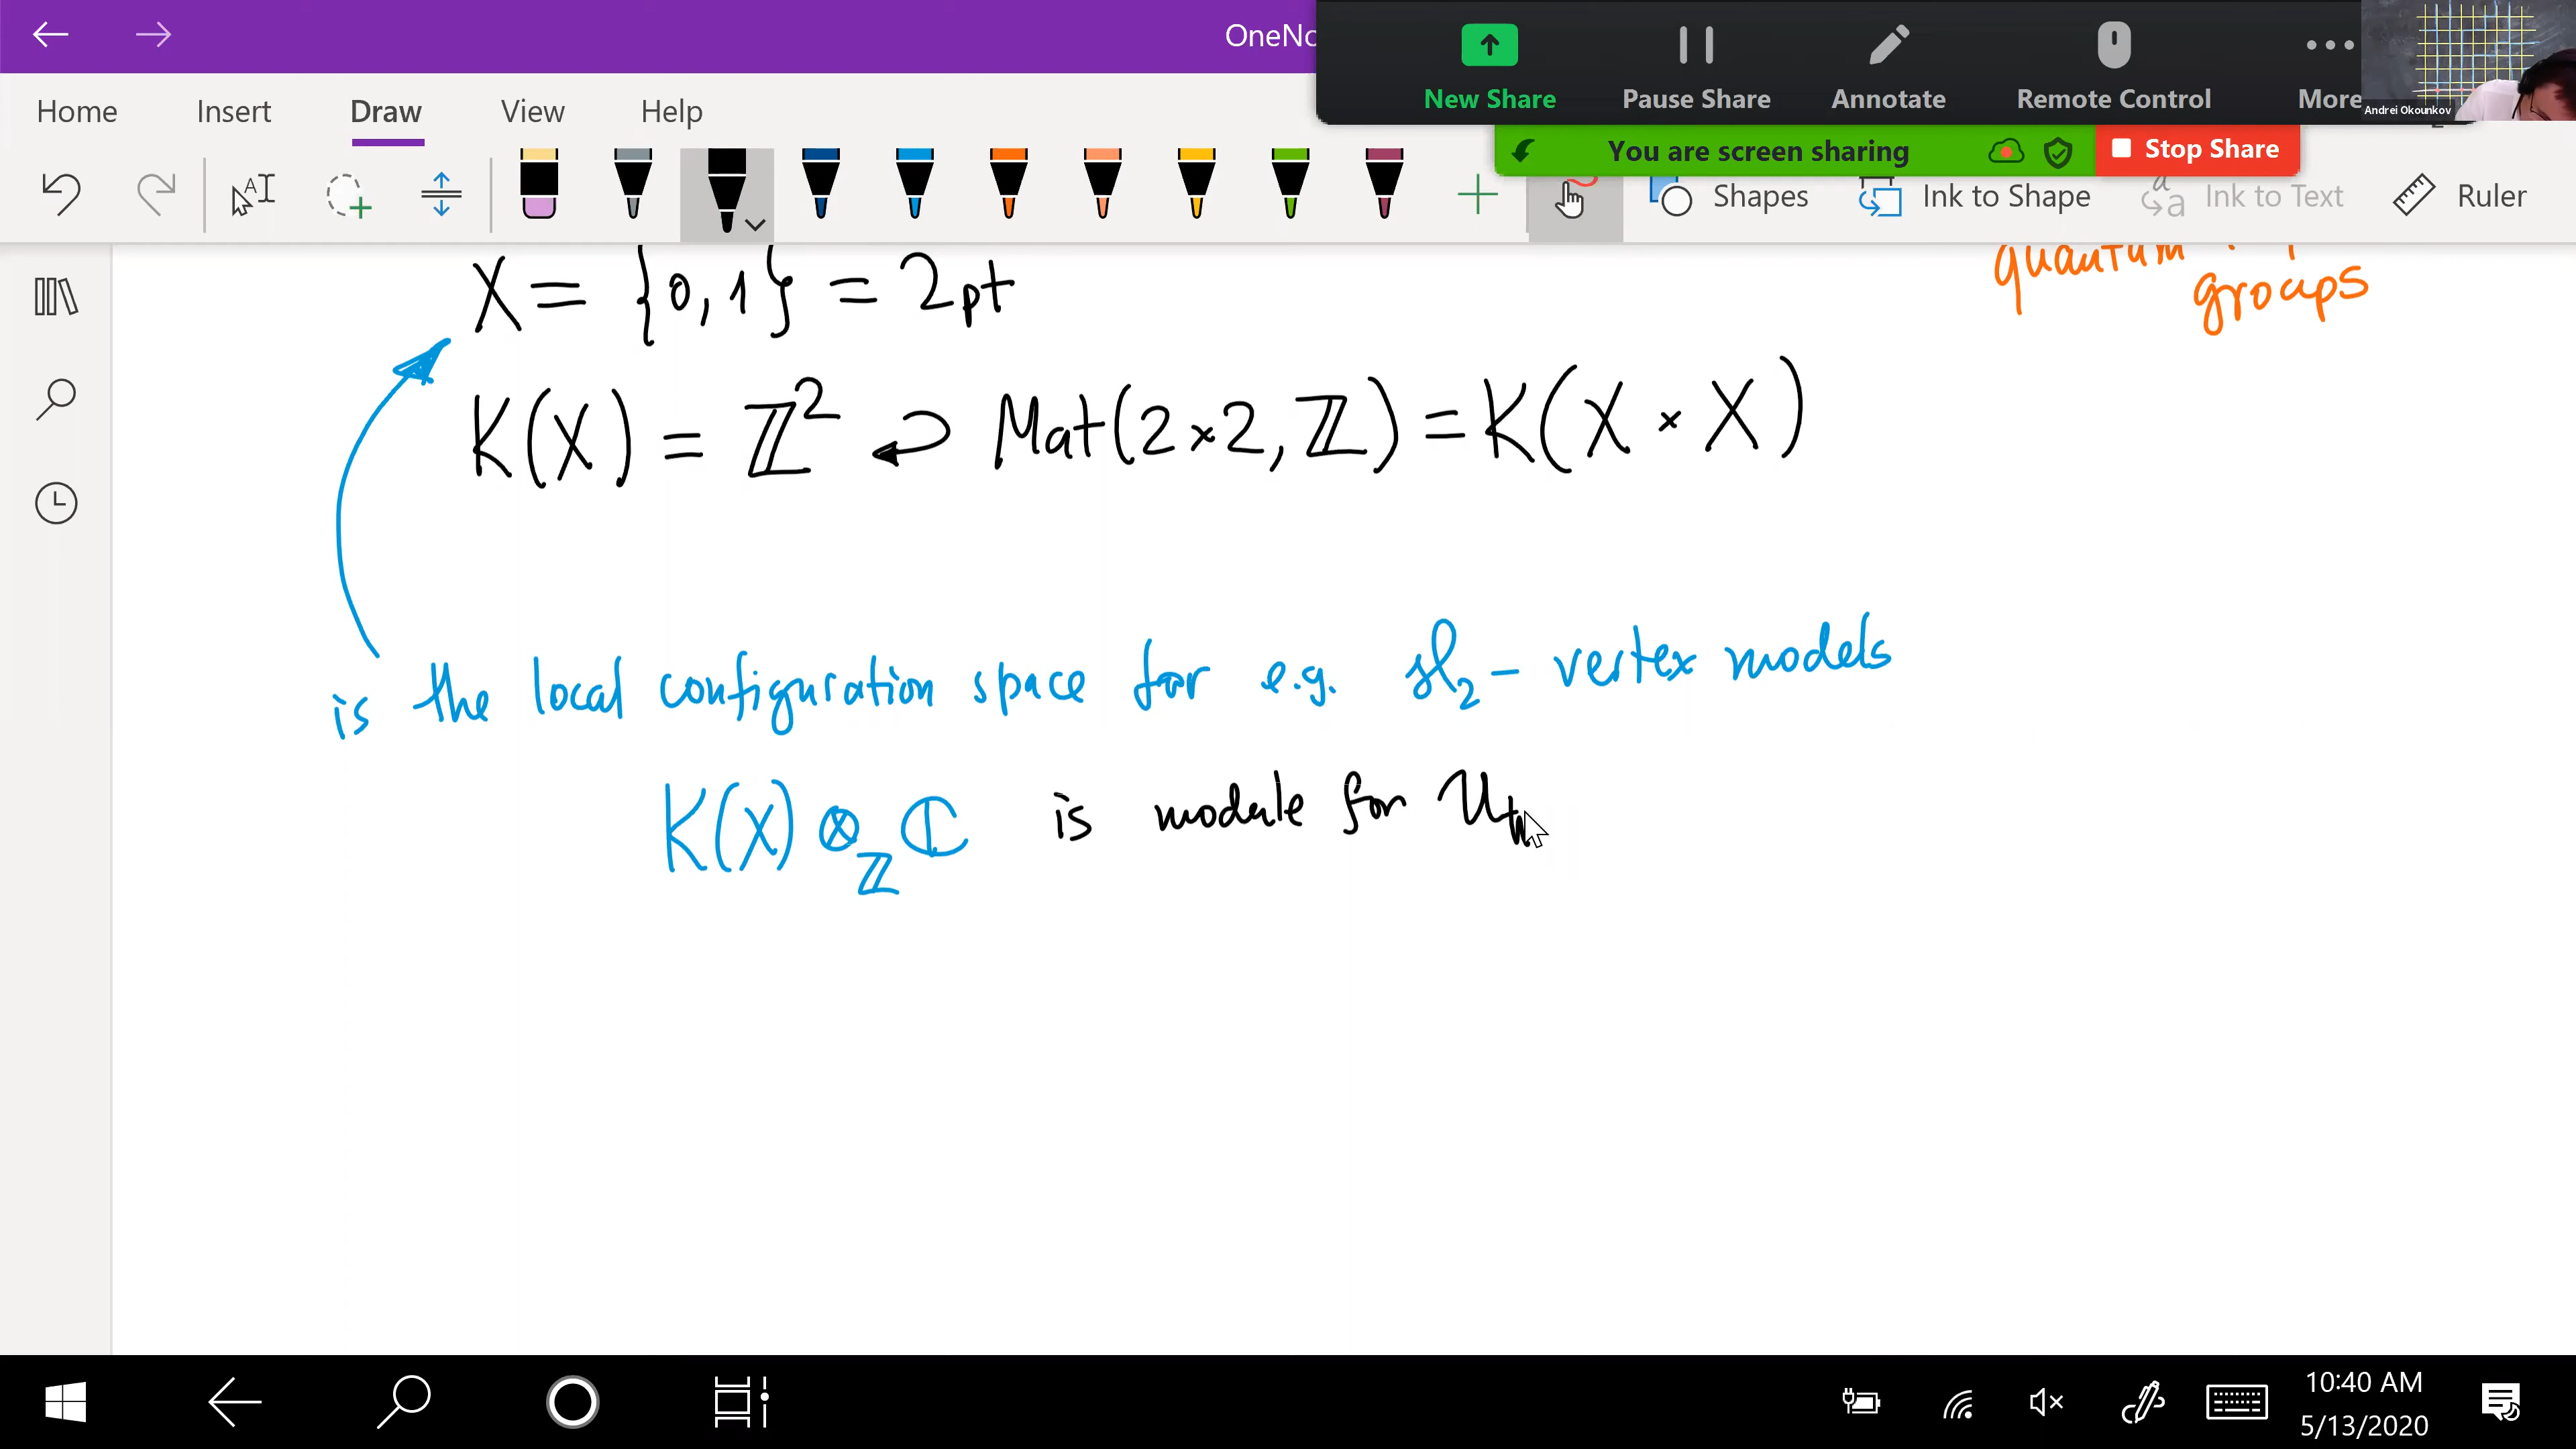 OneNo
New Share
Pause Share
Annotate
Remote Control
More
Andrei Okounkov
Home Insert Draw View Help
You are screen sharing
Stop Share
Shapes
Ink to Shape
Ink to Text
Ruler
quantum
groups
X = {0,1} = 2pt
K(X) = ℤ² ↩ Mat(2×2, ℤ) = K(X × X)
is the local configuration space for e.g. sl₂ - vertex models
K(X) ⊗_ℤ ℂ is module for 𝒰_ħ
10:40 AM
5/13/2020